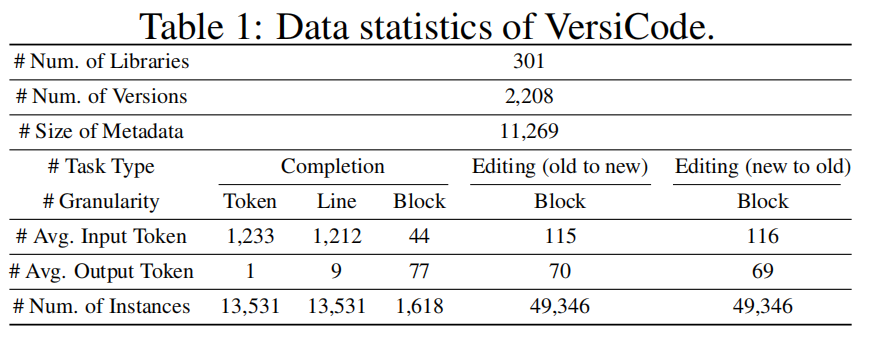 Table 1: Data statistics of VersiCode.
# Num. of Libraries 301
# Num. of Versions 2,208
# Size of Metadata 11,269
# Task Type Completion Editing (old to new) Editing (new to old)
# Granularity Token Line Block Block Block
# Avg. Input Token 1,233 1,212 44 115 116
# Avg. Output Token 1 9 77 70 69
# Num. of Instances 13,531 13,531 1,618 49,346 49,346